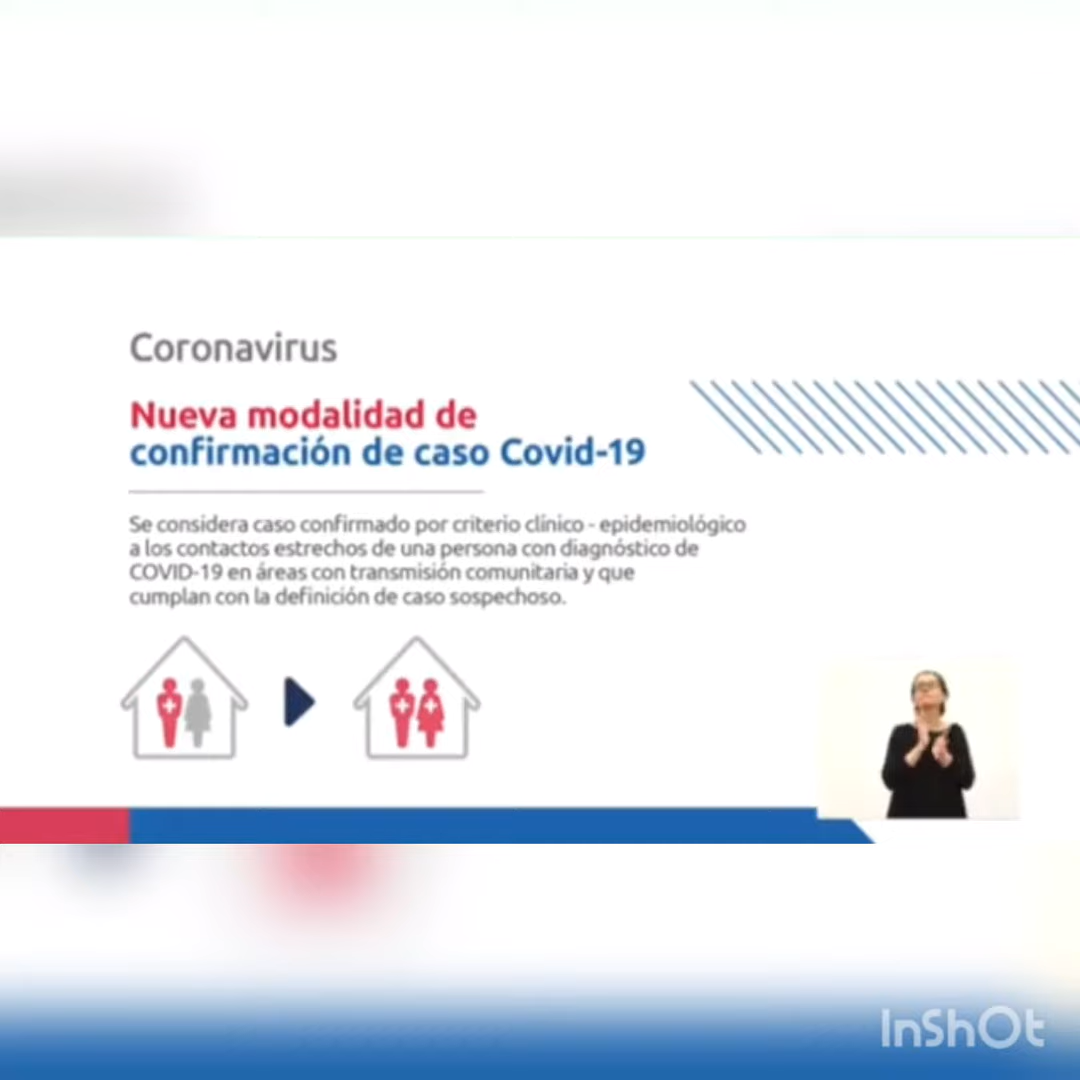 Coronavirus
Nueva modalidad de
confirmación de caso Covid-19
Se considera caso confirmado por criterio clínico - epidemiológico
a los contactos estrechos de una persona con diagnóstico de
COVID-19 en áreas con transmisión comunitaria y que
cumplan con la definición de caso sospechoso.
InShOt